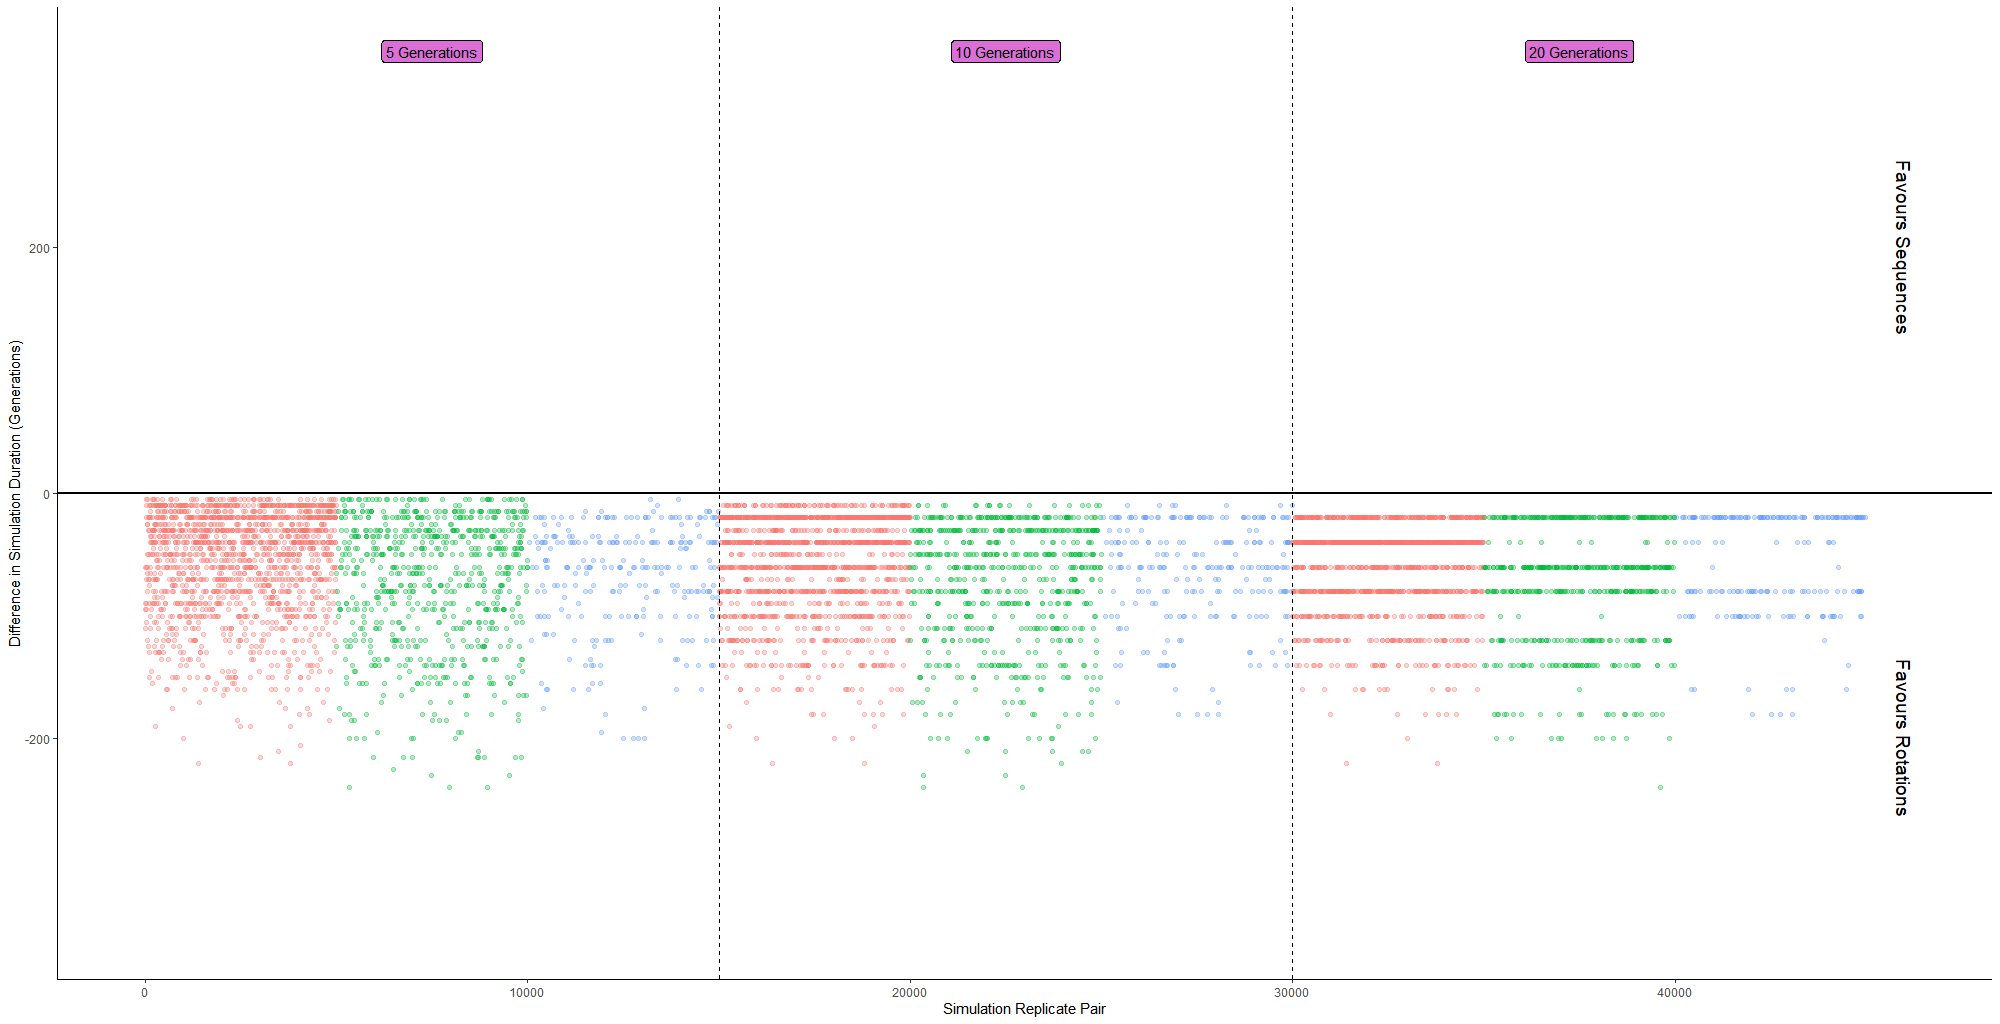 5 Generations
10 Generations
20 Generations
Favours Sequences
Favours Rotations
Difference in Simulation Duration (Generations)
200
0
-200
0
10000
20000
30000
40000
Simulation Replicate Pair